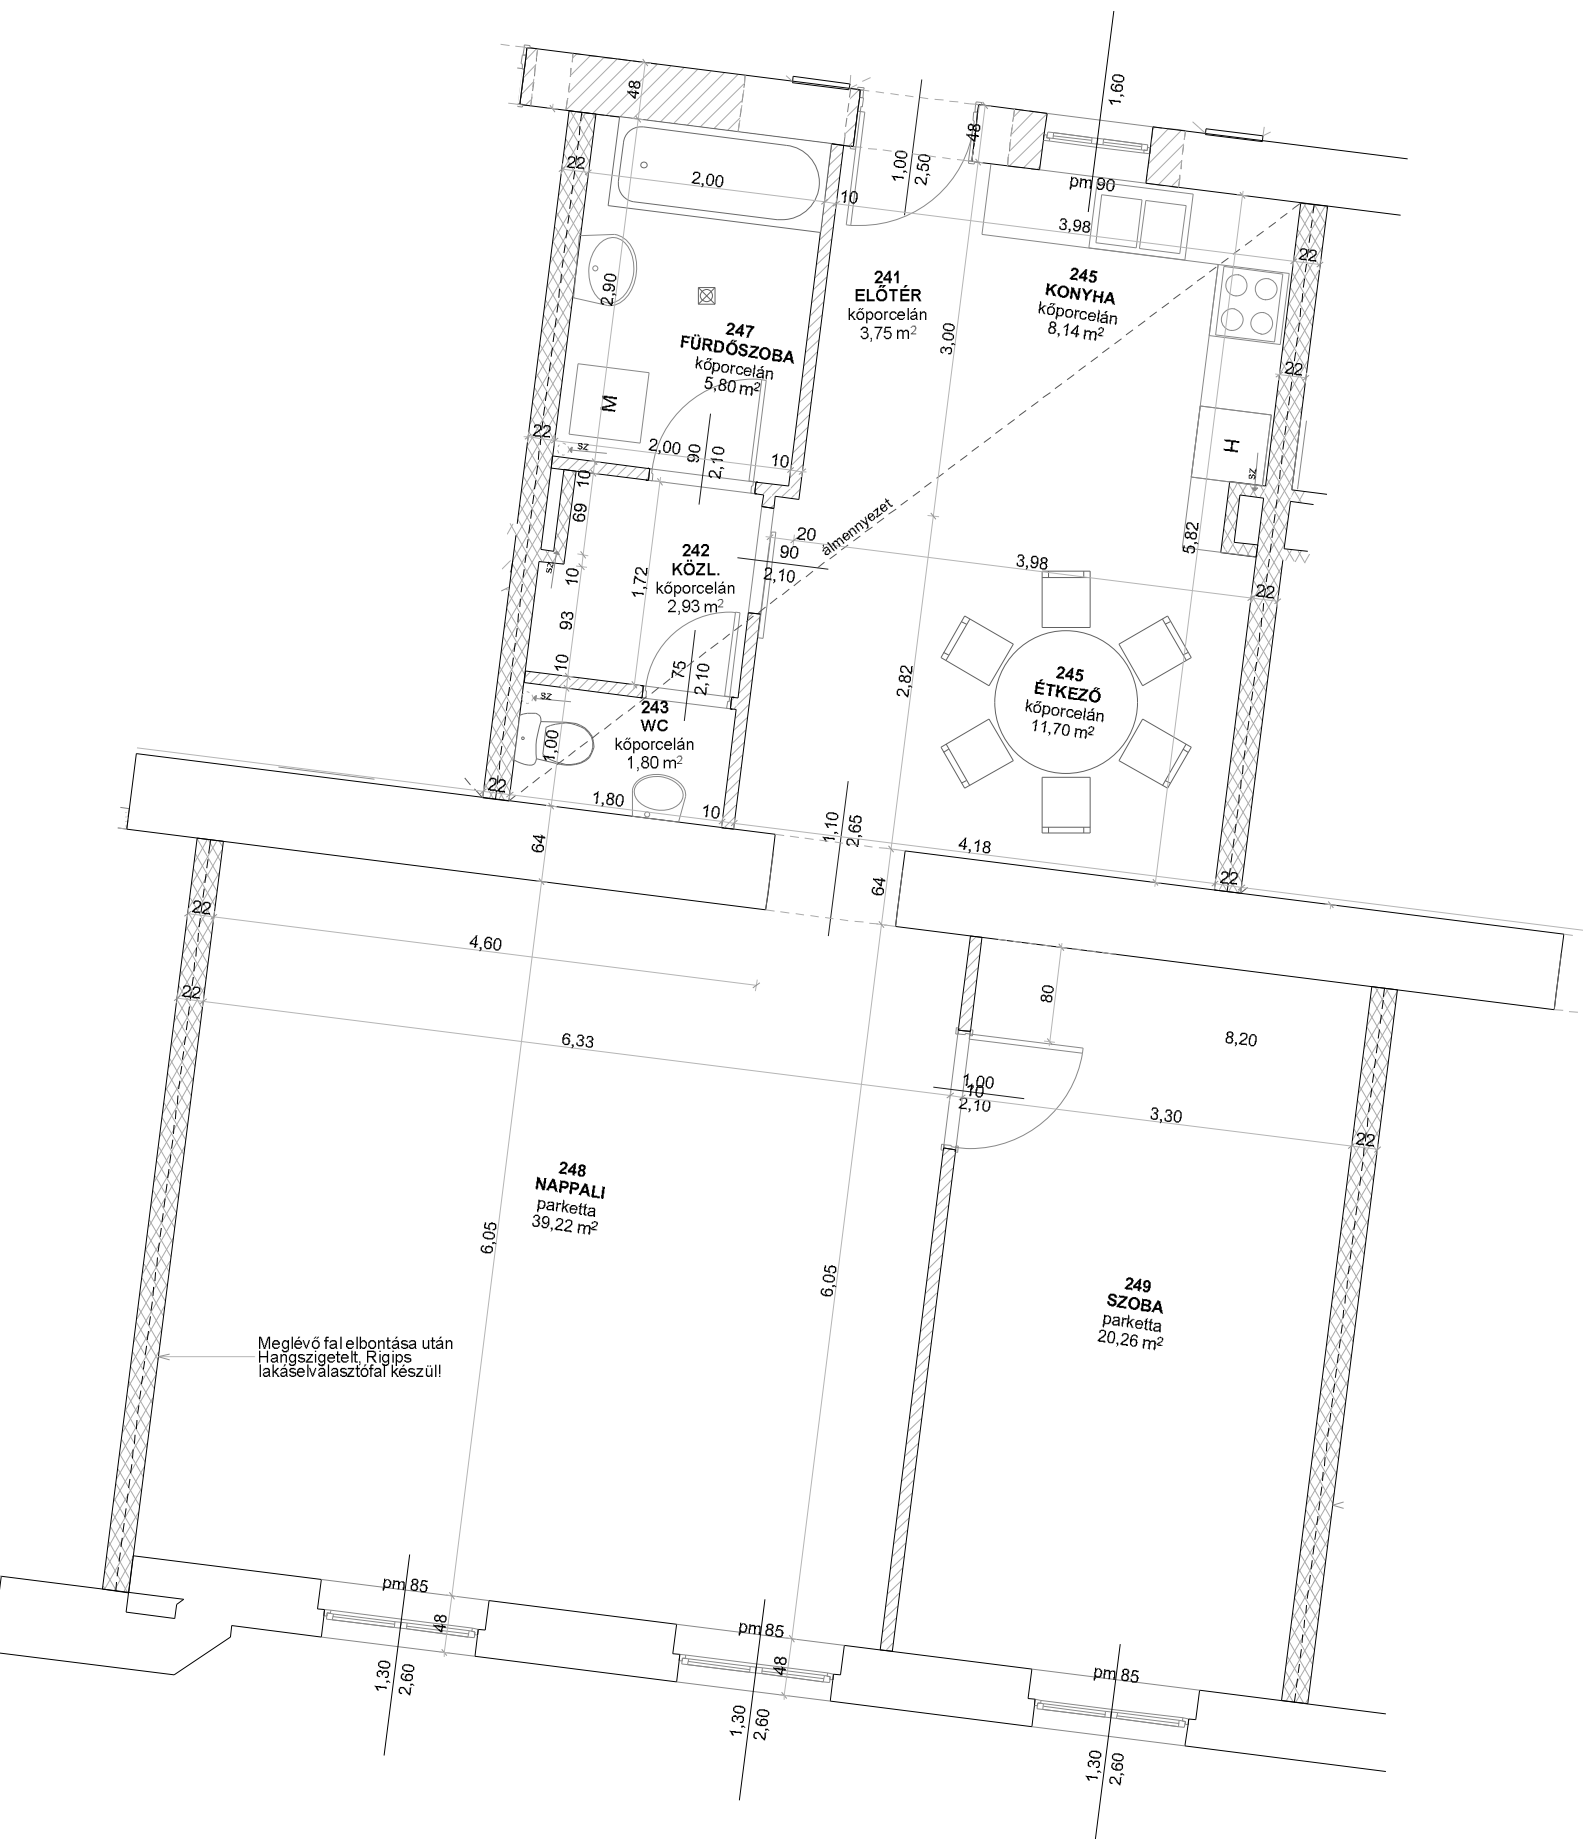 48
1,60
48
1,00
2,50
22
2,00
10
pm 90
3,98
22
241
ELŐTÉR
kőporcelán
3,75 m²
245
KONYHA
kőporcelán
8,14 m²
2,90
247
FÜRDŐSZOBA
kőporcelán
5,80 m²
3,00
22
M
22
sz
2,00
90
2,10
10
H
sz
10
69
álmennyezet
5,82
20
90
2,10
3,98
22
sz
10
1,72
242
KÖZL.
kőporcelán
2,93 m²
93
10
75
2,10
2,82
245
ÉTKEZŐ
kőporcelán
11,70 m²
sz
243
WC
kőporcelán
1,80 m²
1,00
22
1,80
10
1,10
2,65
4,18
22
64
64
22
4,60
80
22
6,33
8,20
1,00
10
2,10
3,30
22
248
NAPPALI
parketta
39,22 m²
6,05
6,05
249
SZOBA
parketta
20,26 m²
Meglévő fal elbontása után
Hangszigetelt, Rigips
lakáselválasztófal készül!
pm 85
48
1,30
2,60
pm 85
48
1,30
2,60
pm 85
1,30
2,60